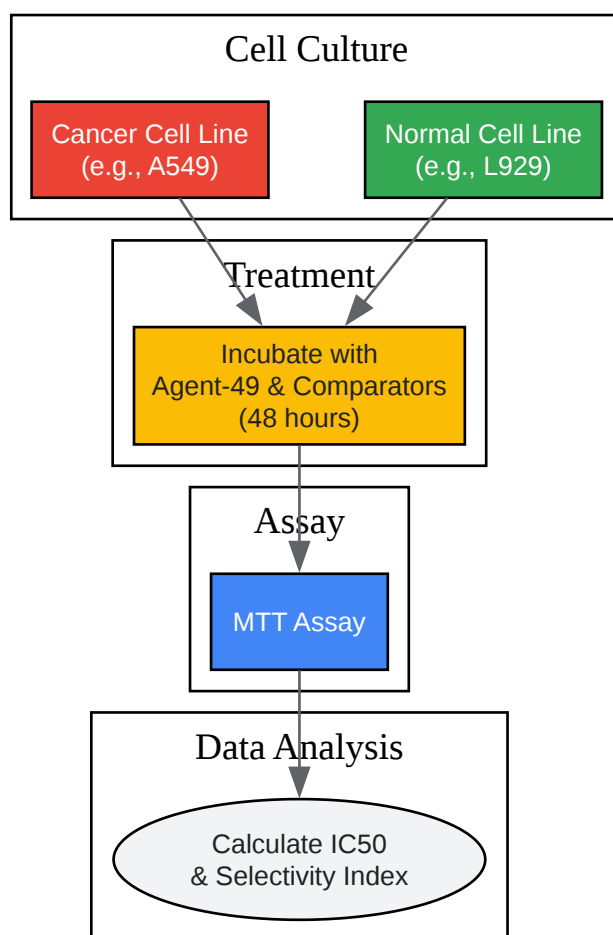 Cell Culture
Cancer Cell Line
(e.g., A549)
Normal Cell Line
(e.g., L929)
Treatment
Incubate with
Agent-49 & Comparators
(48 hours)
Assay
MTT Assay
Data Analysis
Calculate IC50
& Selectivity Index